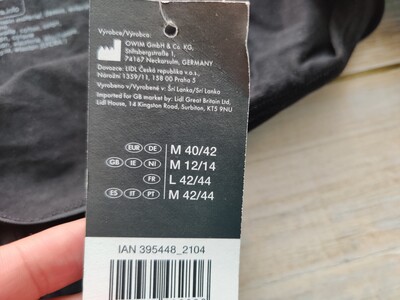 Výrobce/Výrobca:
OWIM GmbH & Co. KG,
Stiftsbergstraße 1,
74167 Neckarsulm, GERMANY
Dovozce: LIDL Česká republika v.o.s.,
Nárožní 1359/11, 158 00 Praha 5
Vyrobeno v/Vyrobené v: Šrí Lanka/Srí Lanka
Imported for GB market by: Lidl Great Britain Ltd,
Lidl House, 14 Kingston Road, Surbiton, KT5 9NU
EUR DE M 40/42
GB IE NI M 12/14
FR L 42/44
ES IT PT M 42/44
IAN 395448_2104